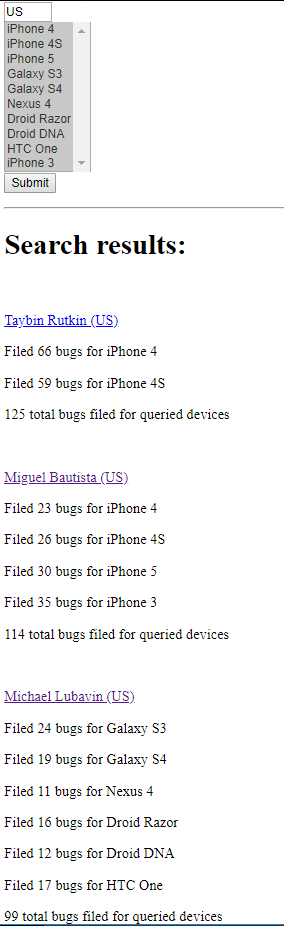 US
iPhone 4
iPhone 4S
iPhone 5
Galaxy S3
Galaxy S4
Nexus 4
Droid Razor
Droid DNA
HTC One
iPhone 3
Submit
Search results:
Taybin Rutkin (US)
Filed 66 bugs for iPhone 4
Filed 59 bugs for iPhone 4S
125 total bugs filed for queried devices
Miguel Bautista (US)
Filed 23 bugs for iPhone 4
Filed 26 bugs for iPhone 4S
Filed 30 bugs for iPhone 5
Filed 35 bugs for iPhone 3
114 total bugs filed for queried devices
Michael Lubavin (US)
Filed 24 bugs for Galaxy S3
Filed 19 bugs for Galaxy S4
Filed 11 bugs for Nexus 4
Filed 16 bugs for Droid Razor
Filed 12 bugs for Droid DNA
Filed 17 bugs for HTC One
99 total bugs filed for queried devices